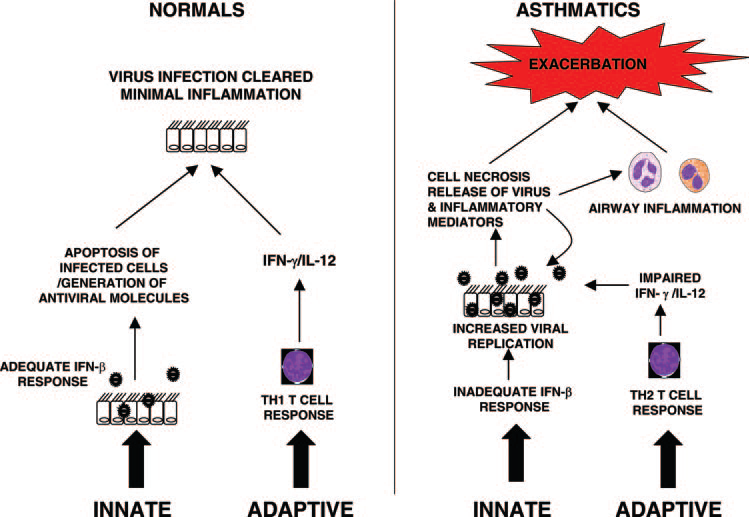 NORMALS
VIRUS INFECTION CLEARED
MINIMAL INFLAMMATION
APOPTOSIS OF
INFECTED CELLS
/GENERATION OF
ANTIVIRAL MOLECULES
IFN-γ/IL-12
ADEQUATE IFN-β
RESPONSE
TH1 T CELL
RESPONSE
INNATE
ADAPTIVE
ASTHMATICS
EXACERBATION
CELL NECROSIS
RELEASE OF VIRUS
& INFLAMMATORY
MEDIATORS
AIRWAY INFLAMMATION
IMPAIRED
IFN- γ /IL-12
INCREASED VIRAL
REPLICATION
INADEQUATE IFN-β
RESPONSE
TH2 T CELL
RESPONSE
INNATE
ADAPTIVE